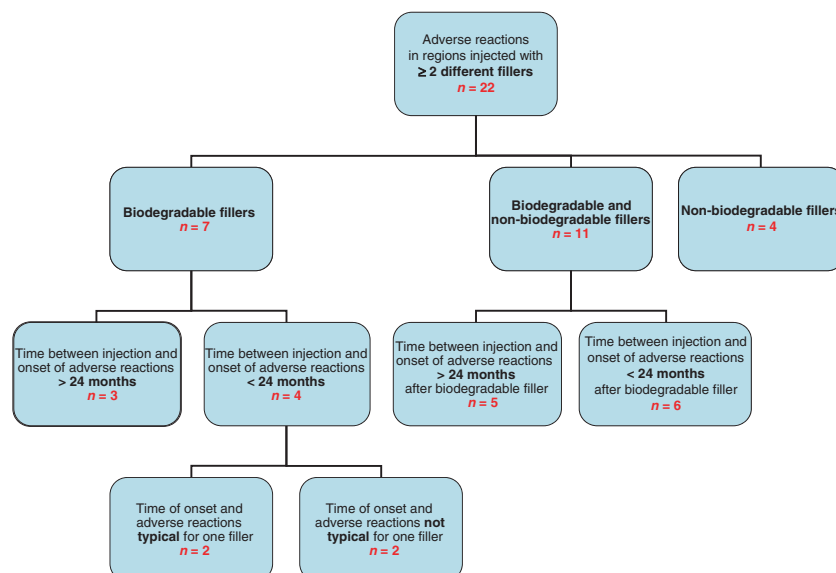 Adverse reactions
in regions injected with
≥ 2 different fillers
n = 22
Biodegradable fillers
n = 7
Biodegradable and
non-biodegradable fillers
n = 11
Non-biodegradable fillers
n = 4
Time between injection and
onset of adverse reactions
> 24 months
n = 3
Time between injection and
onset of adverse reactions
< 24 months
n = 4
Time between injection and
onset of adverse reactions
> 24 months
after biodegradable filler
n = 5
Time between injection and
onset of adverse reactions
< 24 months
after biodegradable filler
n = 6
Time of onset and
adverse reactions
typical for one filler
n = 2
Time of onset and
adverse reactions not
typical for one filler
n = 2